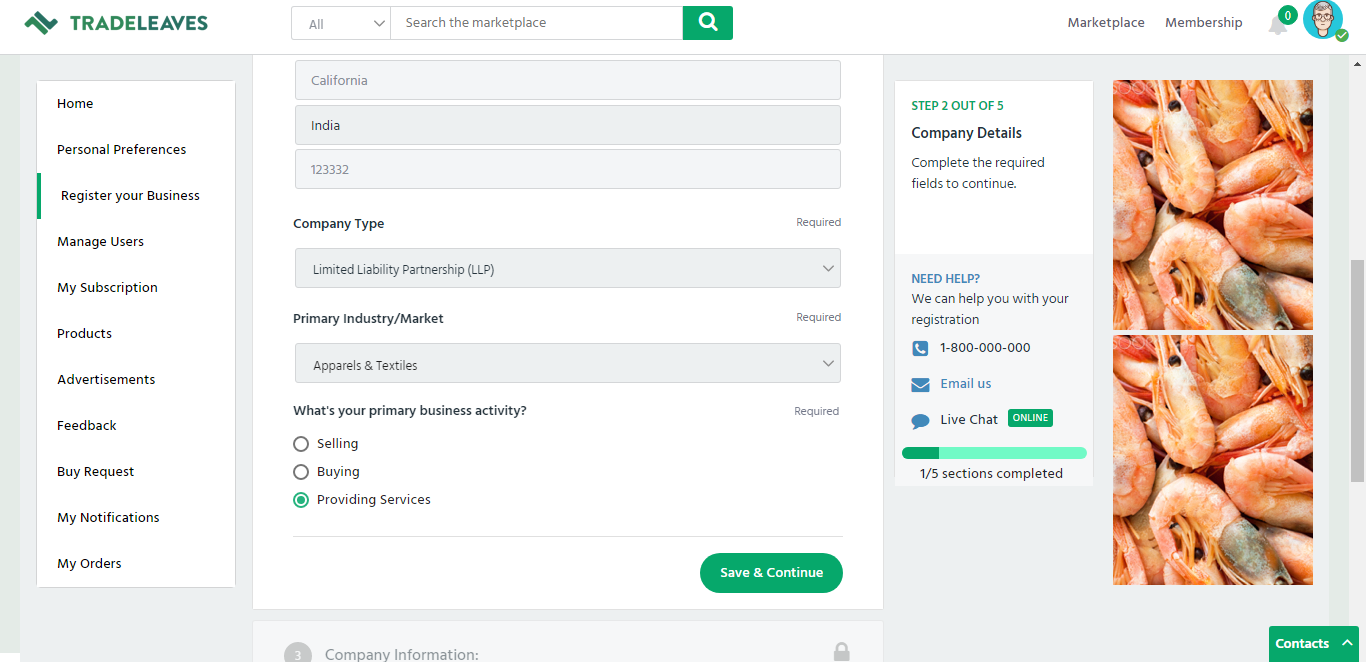 TRADELEAVES
All
Search the marketplace
Marketplace
Membership
0
Home
Personal Preferences
Register your Business
Manage Users
My Subscription
Products
Advertisements
Feedback
Buy Request
My Notifications
My Orders
California
India
123332
Company Type
Required
Limited Liability Partnership (LLP)
Primary Industry/Market
Required
Apparels & Textiles
What's your primary business activity?
Required
Selling
Buying
Providing Services
Save & Continue
3
Company Information:
STEP 2 OUT OF 5
Company Details
Complete the required
fields to continue.
NEED HELP?
We can help you with your
registration
1-800-000-000
Email us
Live Chat ONLINE
1/5 sections completed
Contacts